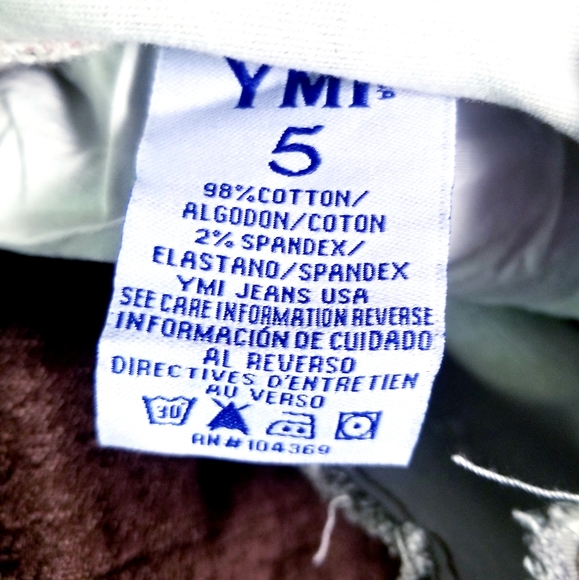 YMI
5
98%COTTON/
ALGODON/COTON
2% SPANDEX/
ELASTANO/SPANDEX
YMI JEANS USA
SEE CARE INFORMATION REVERSE
INFORMACIÓN DE CUIDADO
AL REVERSO
DIRECTIVES D'ENTRETIEN
AU VERSO
30
RN#104369